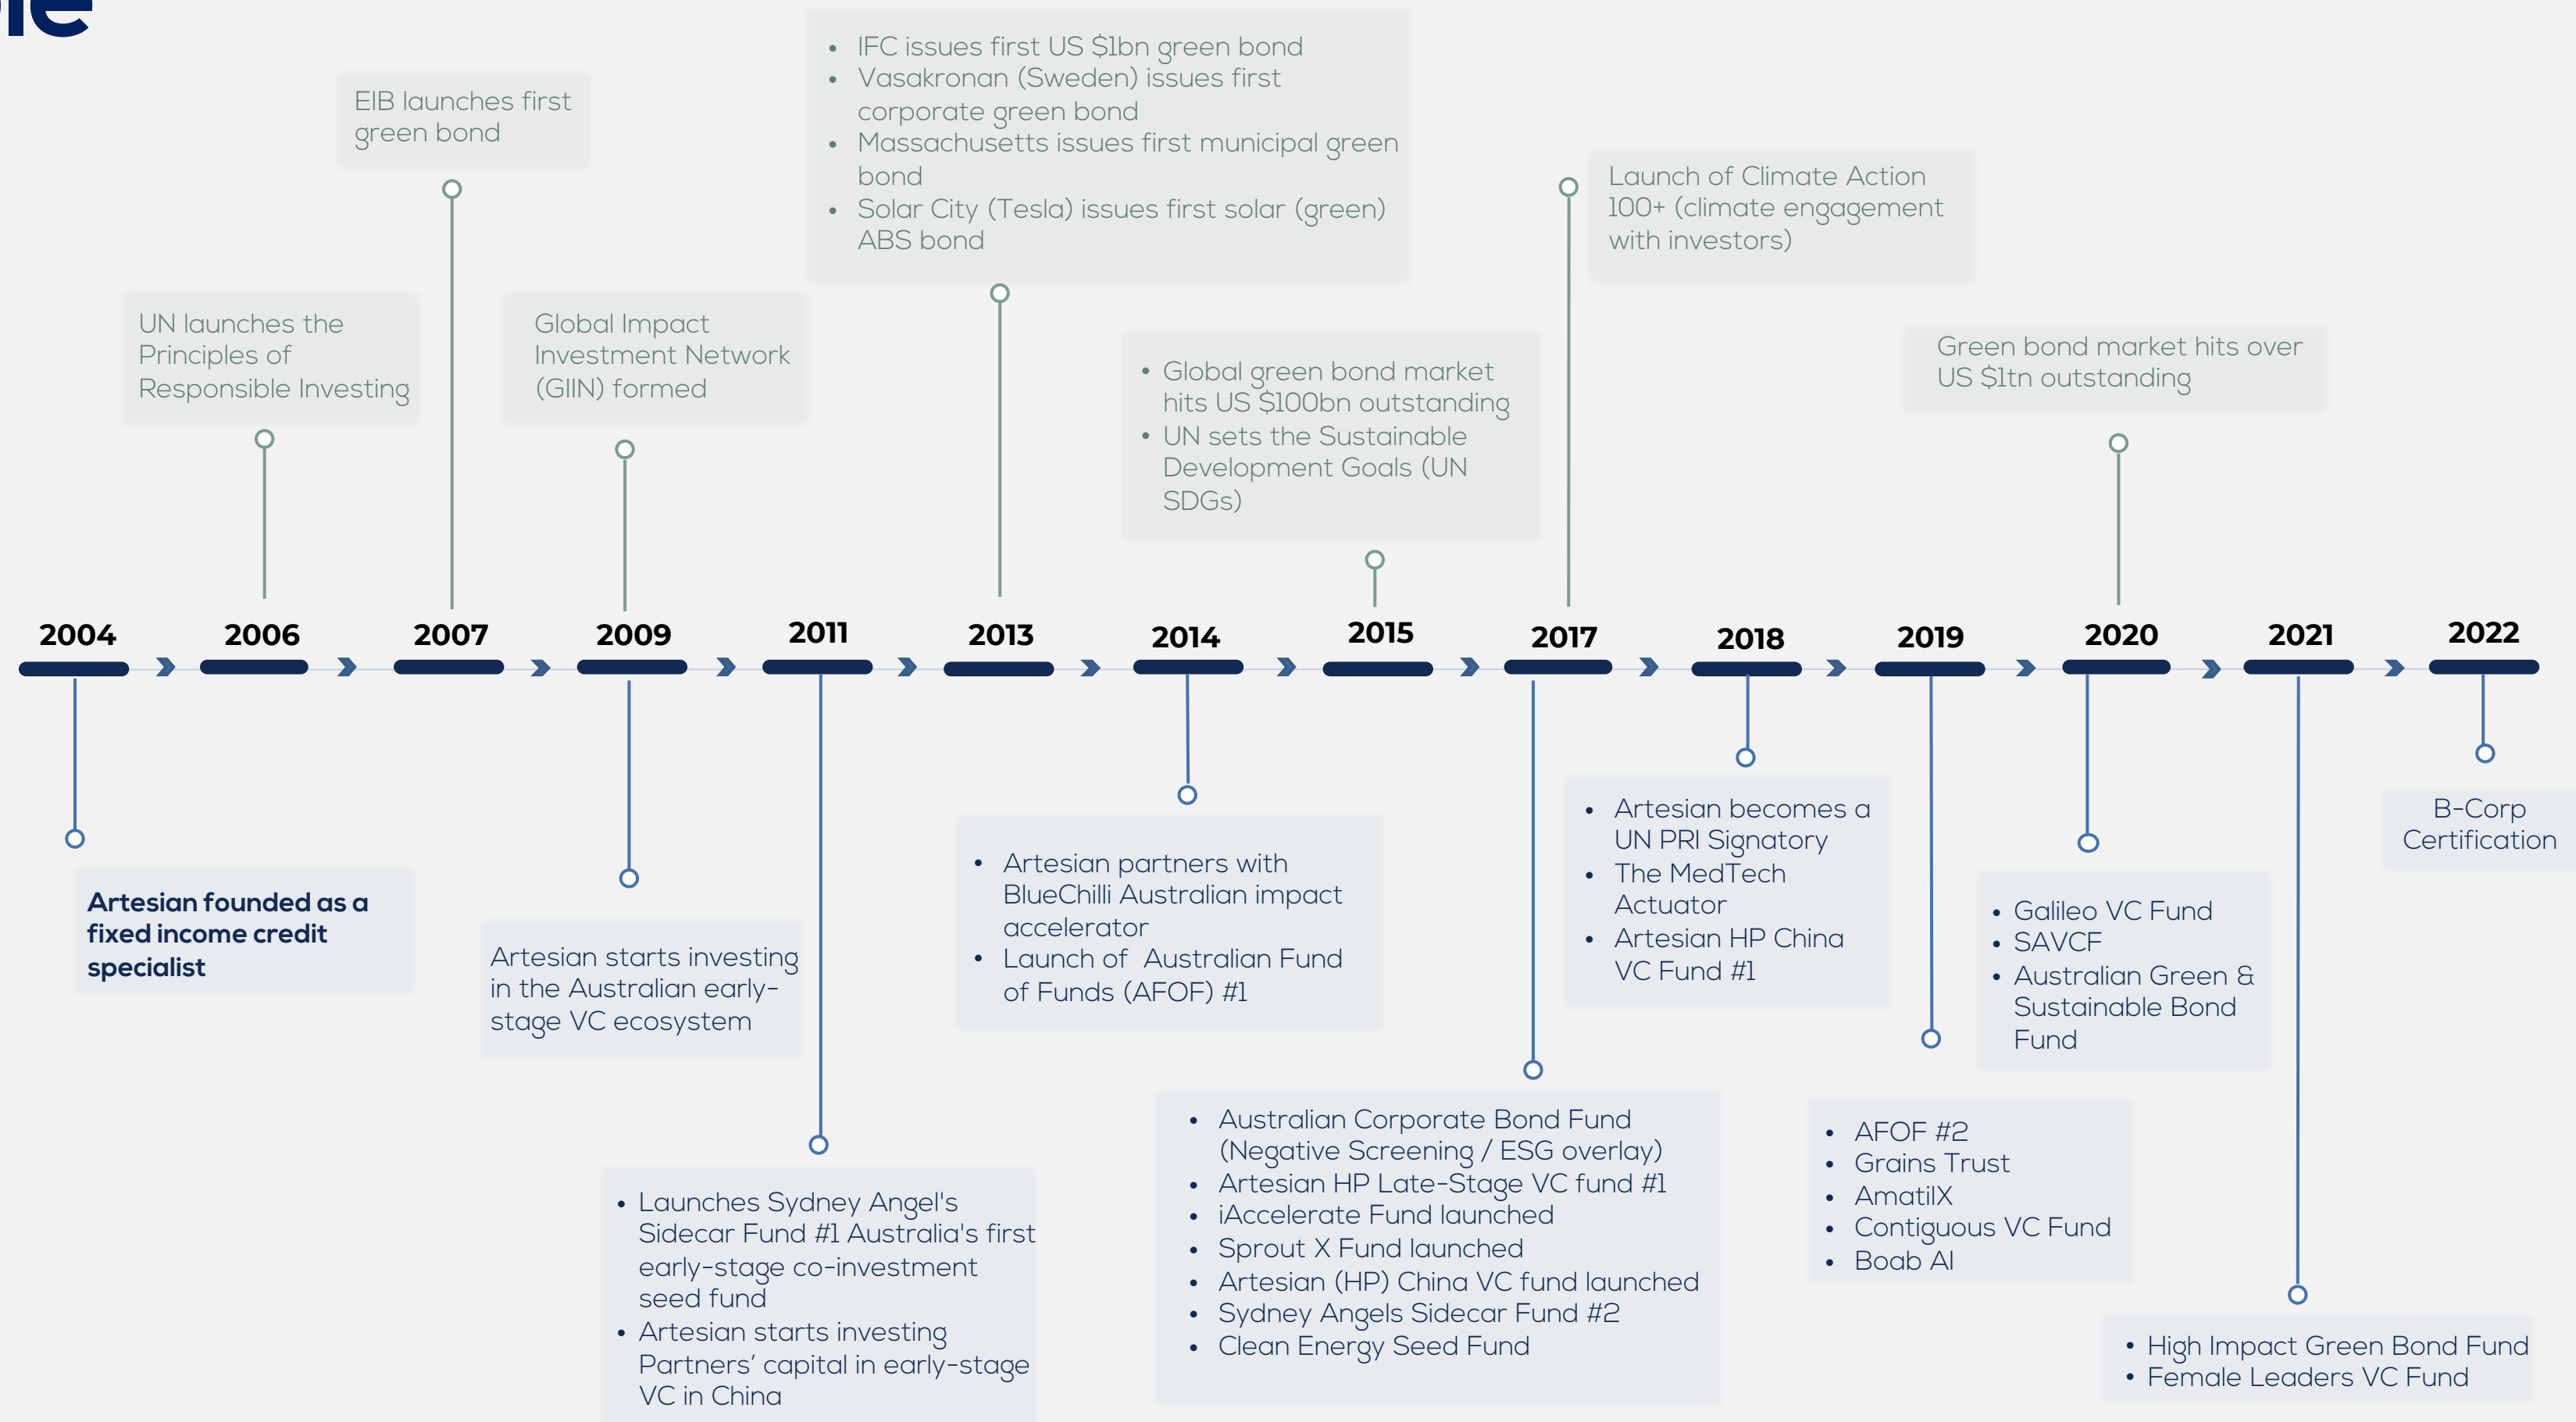 EIB launches first
green bond
• IFC issues first US $1bn green bond
• Vasakronan (Sweden) issues first
corporate green bond
• Massachusetts issues first municipal green
bond
• Solar City (Tesla) issues first solar (green)
ABS bond
Launch of Climate Action
100+ (climate engagement
with investors)
UN launches the
Principles of
Responsible Investing
Global Impact
Investment Network
(GIIN) formed
• Global green bond market
hits US $100bn outstanding
• UN sets the Sustainable
Development Goals (UN
SDGs)
Green bond market hits over
US $1tn outstanding
2004
2006
2007
2009
2011
2013
2014
2015
2017
2018
2019
2020
2021
2022
Artesian founded as a
fixed income credit
specialist
Artesian starts investing
in the Australian early-
stage VC ecosystem
• Launches Sydney Angel's
Sidecar Fund #1 Australia's first
early-stage co-investment
seed fund
• Artesian starts investing
Partners’ capital in early-stage
VC in China
• Artesian partners with
BlueChilli Australian impact
accelerator
• Launch of Australian Fund
of Funds (AFOF) #1
• Australian Corporate Bond Fund
(Negative Screening / ESG overlay)
• Artesian HP Late-Stage VC fund #1
• iAccelerate Fund launched
• Sprout X Fund launched
• Artesian (HP) China VC fund launched
• Sydney Angels Sidecar Fund #2
• Clean Energy Seed Fund
• Artesian becomes a
UN PRI Signatory
• The MedTech
Actuator
• Artesian HP China
VC Fund #1
• AFOF #2
• Grains Trust
• AmatilX
• Contiguous VC Fund
• Boab AI
• Galileo VC Fund
• SAVCF
• Australian Green &
Sustainable Bond
Fund
• High Impact Green Bond Fund
• Female Leaders VC Fund
B-Corp
Certification